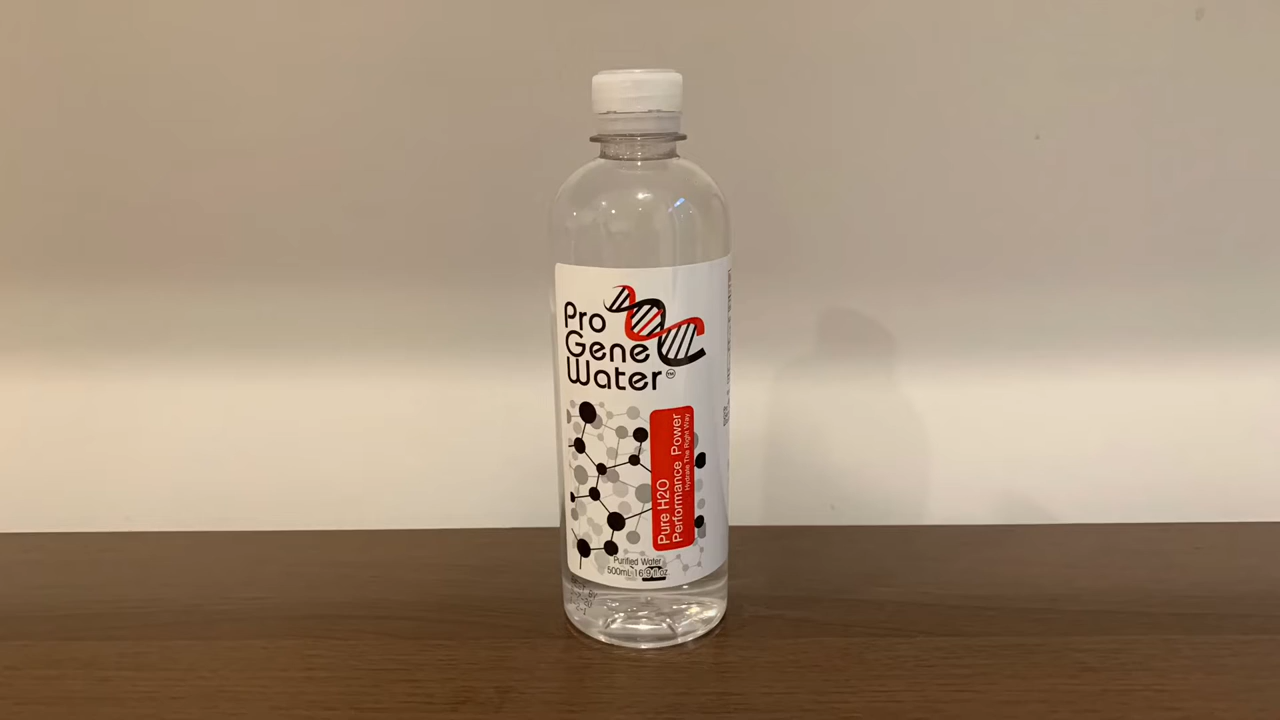 Pro
Gene
Water™
Pure H2O
Performance Power
Hydrate The Right Way
Purified Water
500mL 16.9 fl oz.